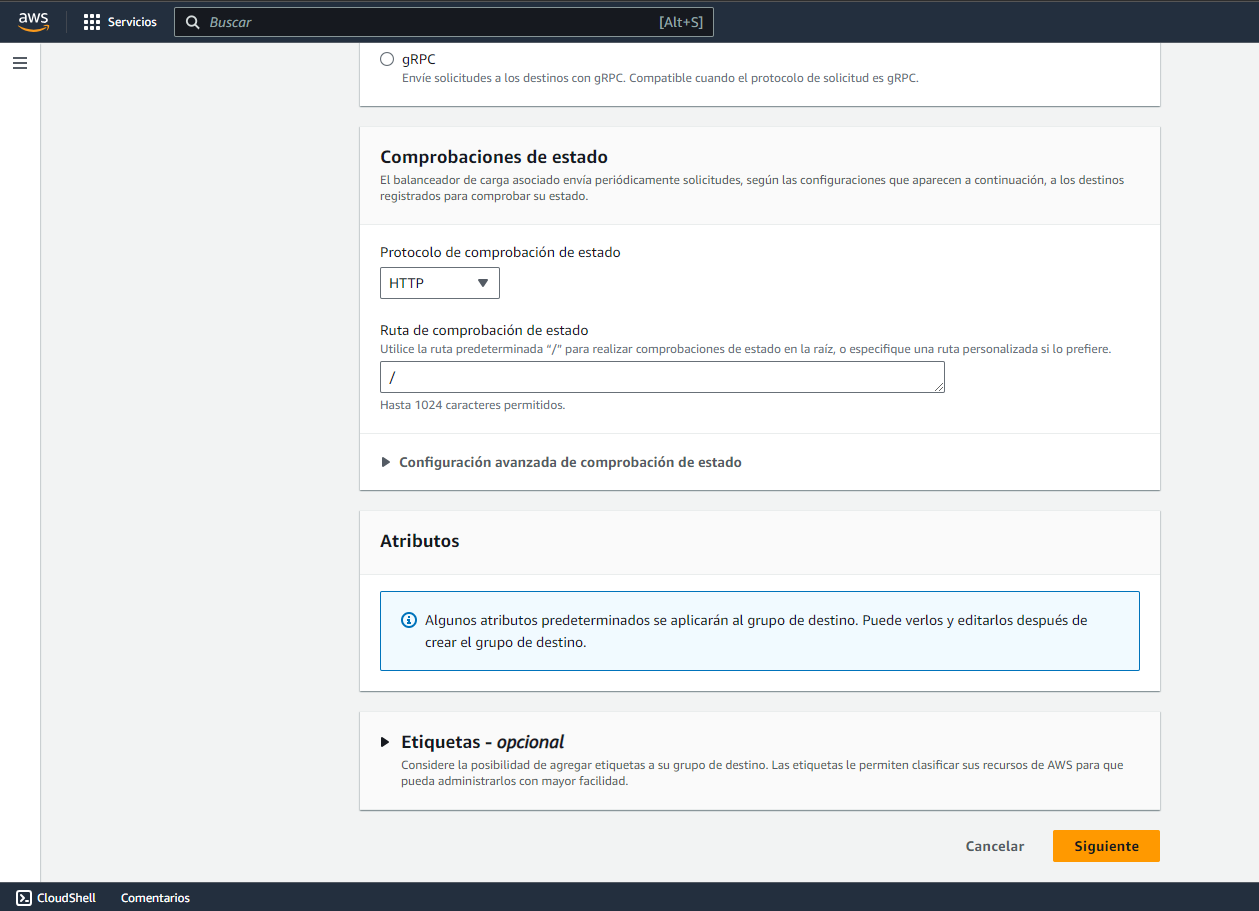 aws
Servicios
Buscar
[Alt+S]
gRPC
Envíe solicitudes a los destinos con gRPC. Compatible cuando el protocolo de solicitud es gRPC.
Comprobaciones de estado
El balanceador de carga asociado envía periódicamente solicitudes, según las configuraciones que aparecen a continuación, a los destinos
registrados para comprobar su estado.
Protocolo de comprobación de estado
HTTP
Ruta de comprobación de estado
Utilice la ruta predeterminada “/” para realizar comprobaciones de estado en la raíz, o especifique una ruta personalizada si lo prefiere.
/
Hasta 1024 caracteres permitidos.
Configuración avanzada de comprobación de estado
Atributos
Algunos atributos predeterminados se aplicarán al grupo de destino. Puede verlos y editarlos después de
crear el grupo de destino.
Etiquetas - opcional
Considere la posibilidad de agregar etiquetas a su grupo de destino. Las etiquetas le permiten clasificar sus recursos de AWS para que
pueda administrarlos con mayor facilidad.
Cancelar
Siguiente
CloudShell
Comentarios